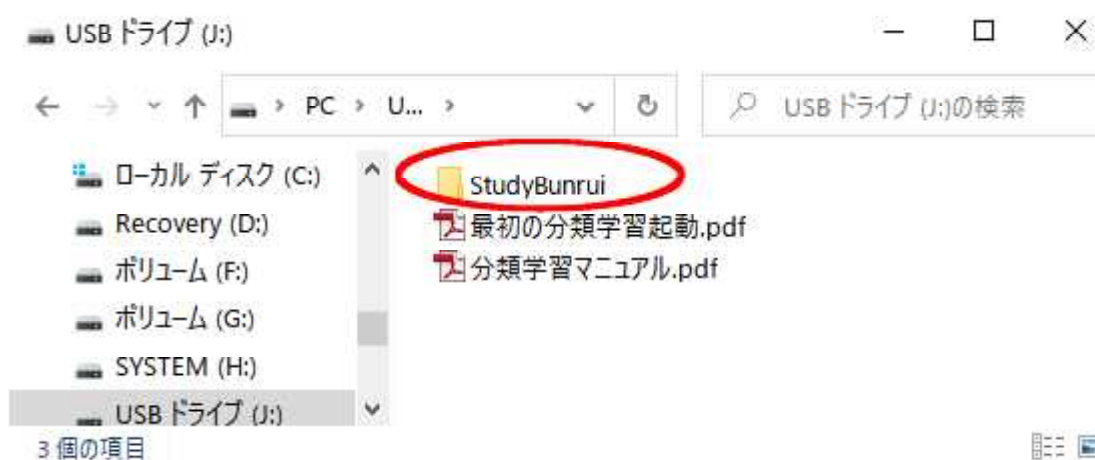 USB ドライブ (J:)
PC > U... >
USB ドライブ (J:)の検索
ローカル ディスク (C:)
Recovery (D:)
ボリューム (F:)
ボリューム (G:)
SYSTEM (H:)
USB ドライブ (J:)
StudyBunrui
最初の分類学習起動.pdf
分類学習マニュアル.pdf
3 個の項目